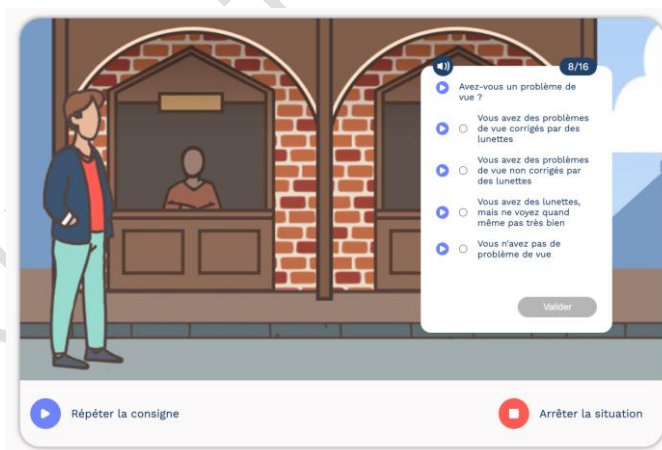 8/16
Avez-vous un problème de
vue ?
Vous avez des problèmes
de vue corrigés par des
lunettes
Vous avez des problèmes
de vue non corrigés par
des lunettes
Vous avez des lunettes,
mais ne voyez quand
même pas très bien
Vous n'avez pas de
problème de vue
Valider
Répéter la consigne
Arrêter la situation